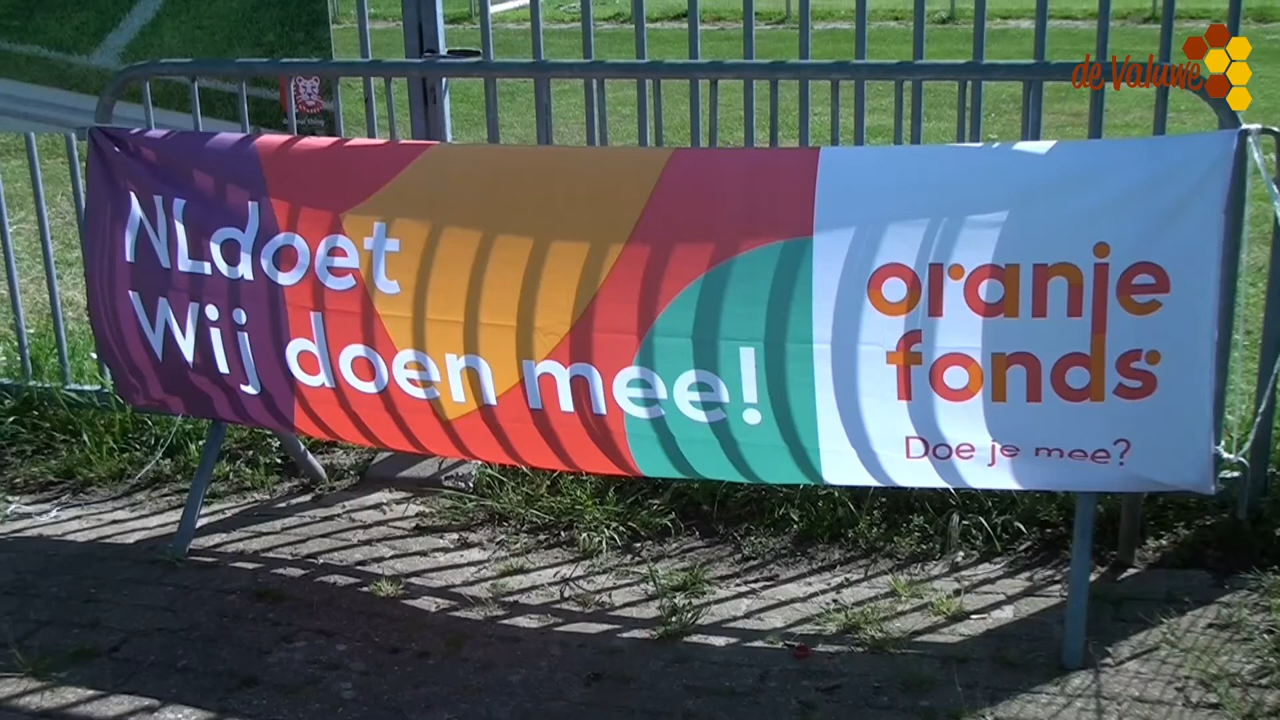 de Valuwe
NLdoet
Wij doen mee!
oranje
fonds
Doe je mee?